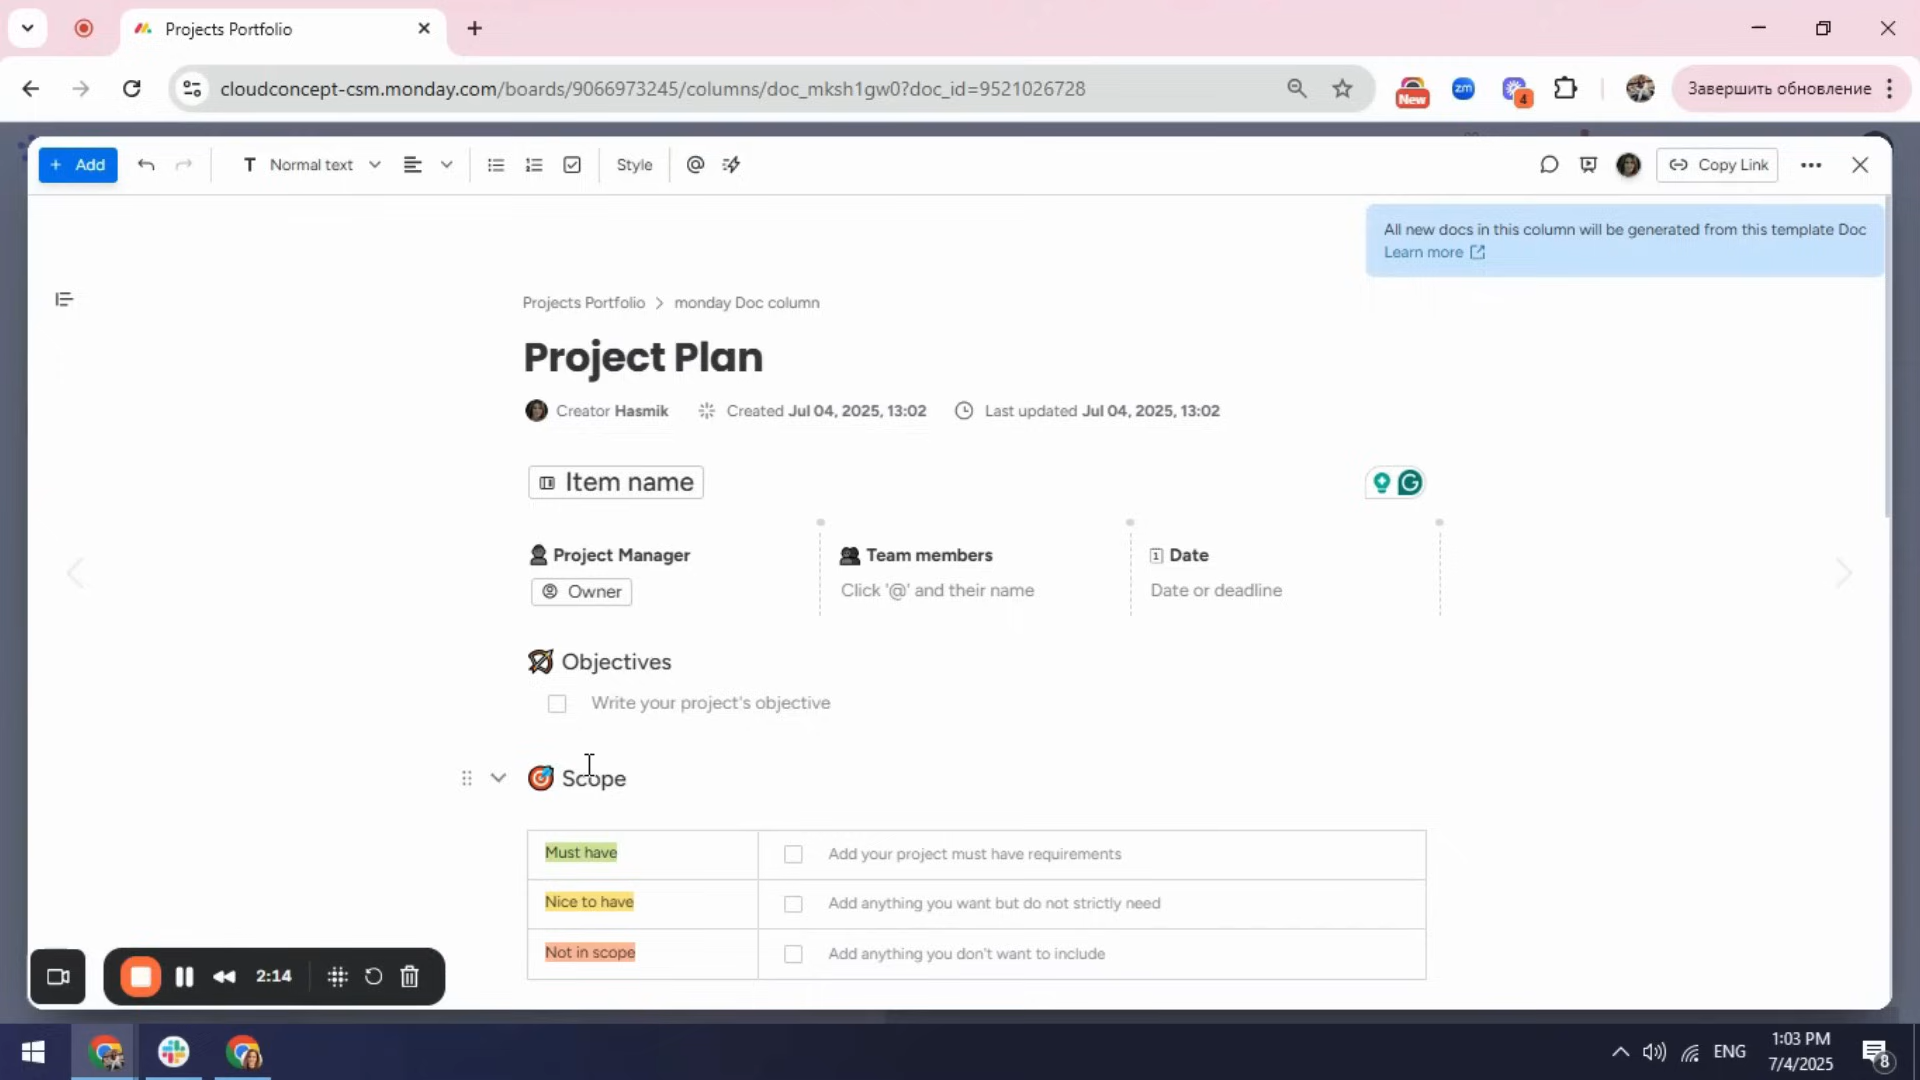 Projects Portfolio
cloudconcept-csm.monday.com/boards/9066973245/columns/doc_mksh1gw0?doc_id=9521026728
New
zm
4
Завершить обновление
+ Add
T Normal text
Style
@
Copy Link
All new docs in this column will be generated from this template Doc
Learn more
Projects Portfolio > monday Doc column
Project Plan
Creator Hasmik
Created Jul 04, 2025, 13:02
Last updated Jul 04, 2025, 13:02
Item name
Project Manager
Team members
1 Date
Owner
Click '@' and their name
Date or deadline
Objectives
Write your project's objective
Scope
Must have
Add your project must have requirements
Nice to have
Add anything you want but do not strictly need
Not in scope
Add anything you don't want to include
2:14
ENG
1:03 PM
7/4/2025
8